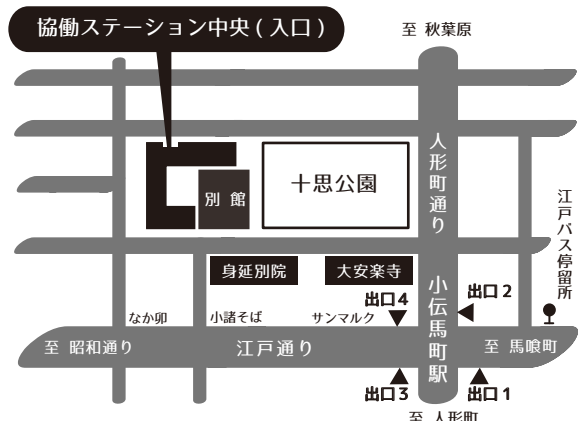 協働ステーション中央 ( 入口 )
至 秋葉原
人形町通り
別 館
十思公園
江戸バス停留所
身延別院
大安楽寺
小伝馬町駅
出口2
出口4
なか卯
小諸そば
サンマルク
至 昭和通り
江戸通り
至 馬喰町
出口3
出口1
至 人形町